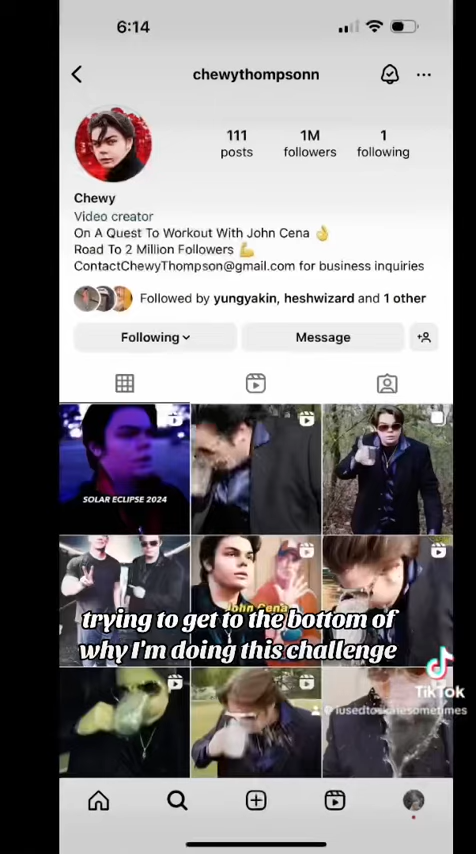 6:14
chewythompsonn
111
posts
1M
followers
1
following
Chewy
Video creator
On A Quest To Workout With John Cena 👌
Road To 2 Million Followers 💪
ContactChewyThompson@gmail.com for business inquiries
Followed by yungyakin, heshwizard and 1 other
Following
Message
SOLAR ECLIPSE 2024
John Cena
trying to get to the bottom of
why I'm doing this challenge
TikTok
@iusedtoskatesometimes